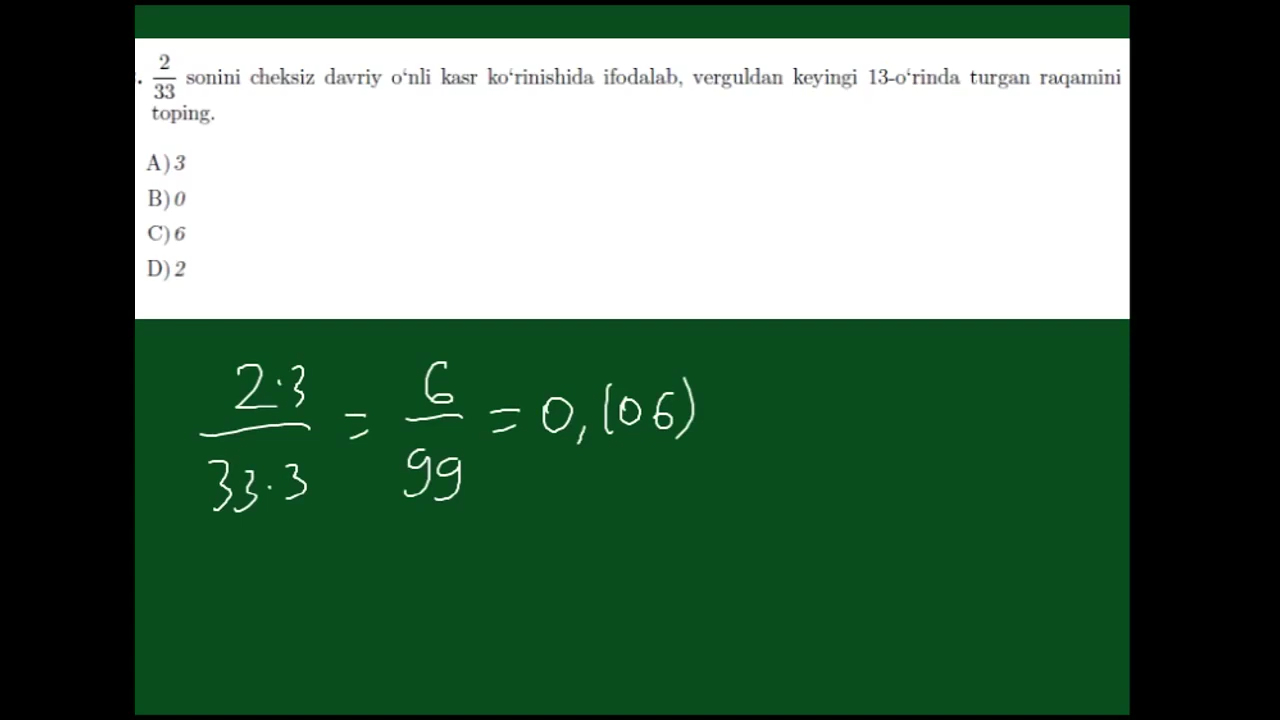 . 2/33 sonini cheksiz davriy o‘nli kasr ko‘rinishida ifodalab, verguldan keyingi 13-o‘rinda turgan raqamini
toping.
A) 3
B) 0
C) 6
D) 2
2·3/33·3 = 6/99 = 0,(06)